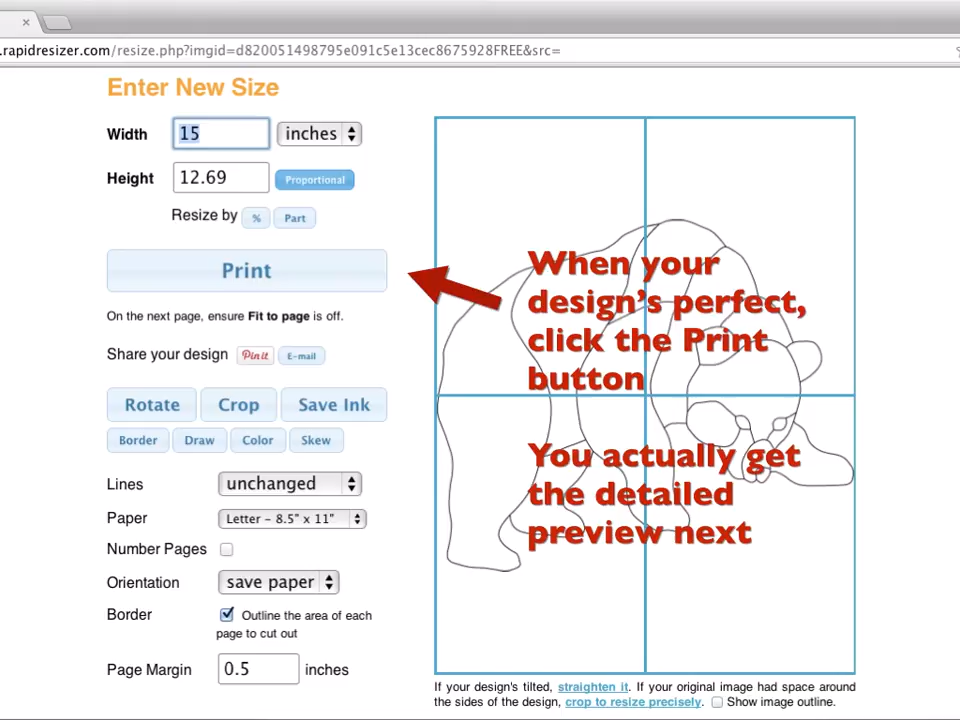 .rapidresizer.com/resize.php?imgid=d820051498795e091c5e13cec8675928FREE&src=
Enter New Size
Width 15 inches
Height 12.69 Proportional
Resize by % Part
Print
On the next page, ensure Fit to page is off.
Share your design Pin it E-mail
Rotate Crop Save Ink
Border Draw Color Skew
Lines unchanged
Paper Letter - 8.5" x 11"
Number Pages
Orientation save paper
Border Outline the area of each
page to cut out
Page Margin 0.5 inches
When your
design's perfect,
click the Print
button
You actually get
the detailed
preview next
If your design's tilted, straighten it. If your original image had space around
the sides of the design, crop to resize precisely. Show image outline.